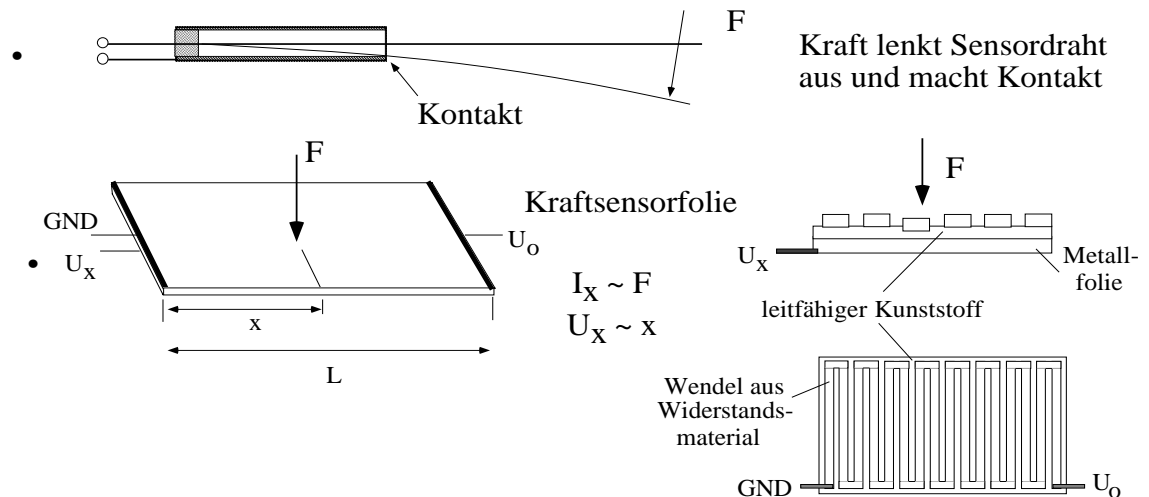 F
Kraft lenkt Sensordraht
aus und macht Kontakt
•
Kontakt
F
F
Kraftsensorfolie
GND
U_o
• U_x
U_x
Metall-
folie
I_x ~ F
leitfähiger Kunststoff
x
U_x ~ x
L
Wendel aus
Widerstands-
material
GND
U_o